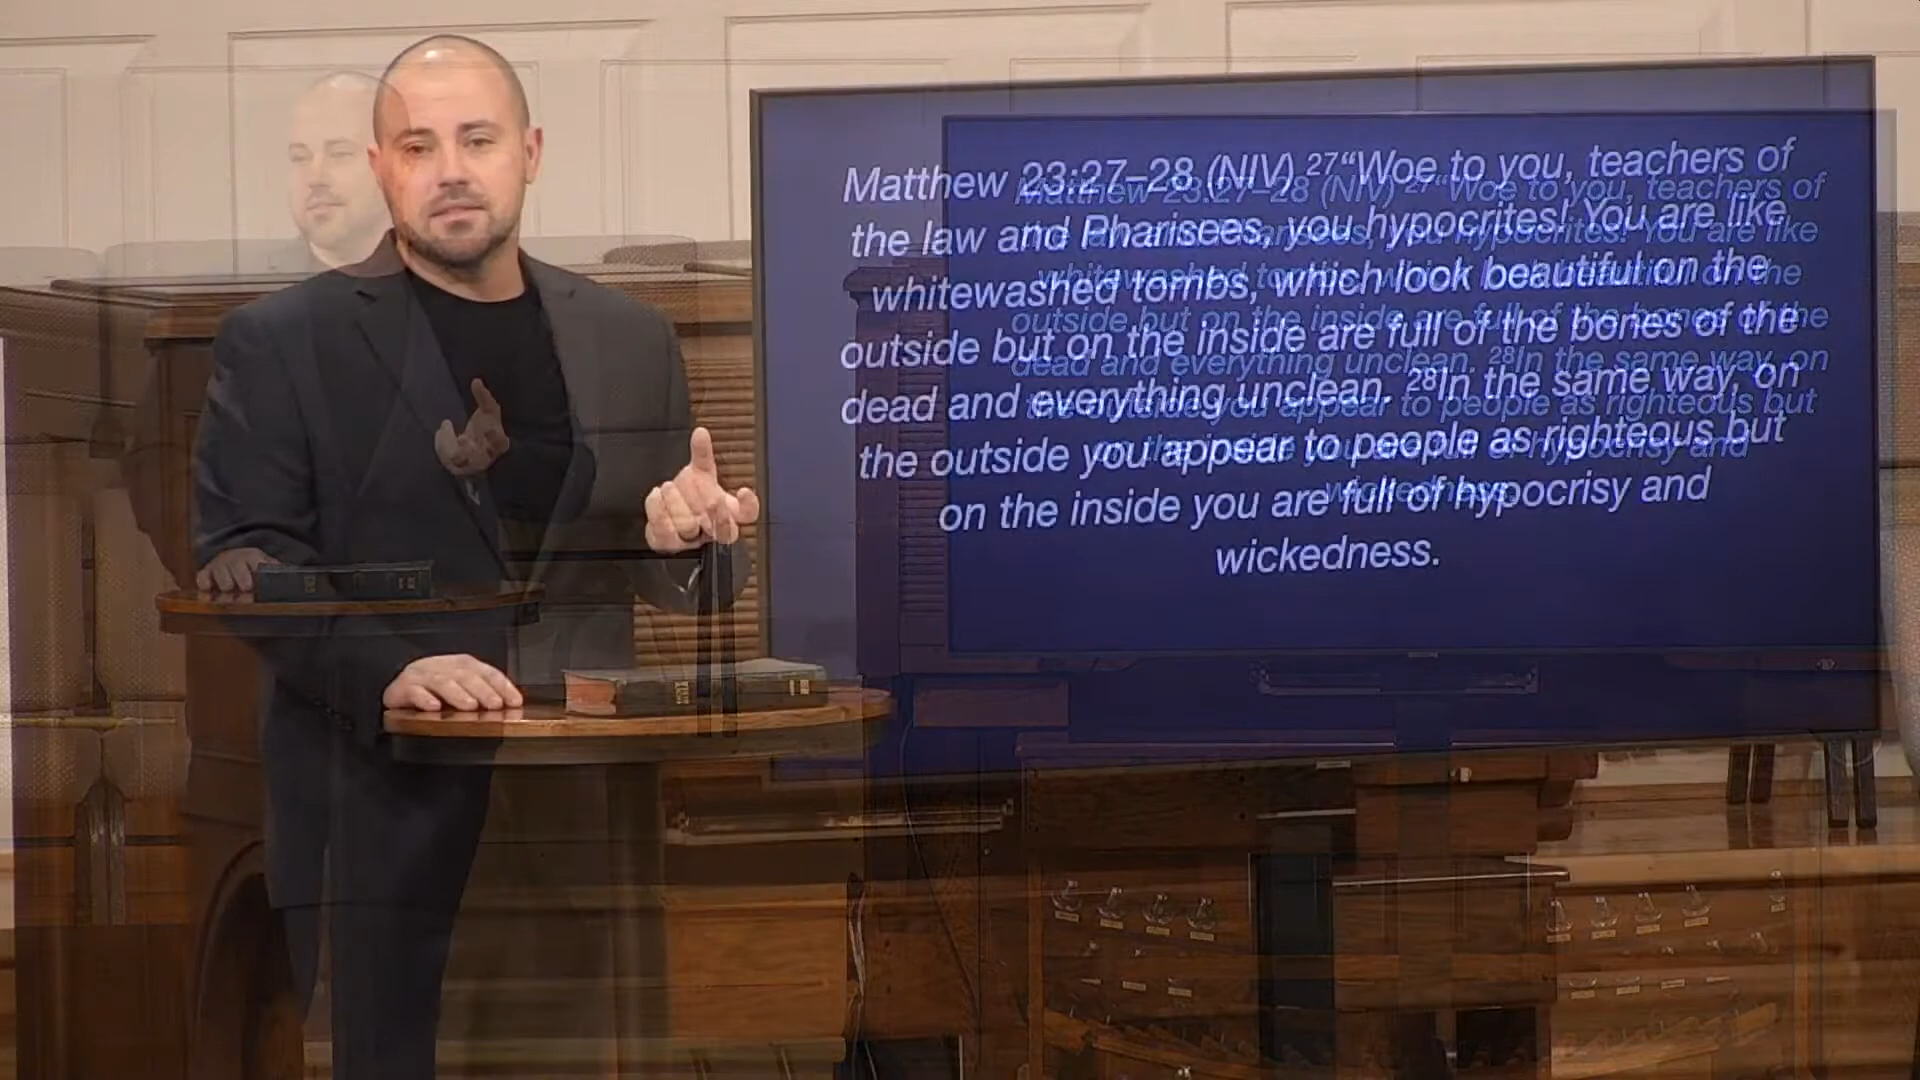 Matthew 23:27–28 (NIV) 27“Woe to you, teachers of
the law and Pharisees, you hypocrites! You are like
whitewashed tombs, which look beautiful on the
outside but on the inside are full of the bones of the
dead and everything unclean. 28In the same way, on
the outside you appear to people as righteous but
on the inside you are full of hypocrisy and
wickedness.